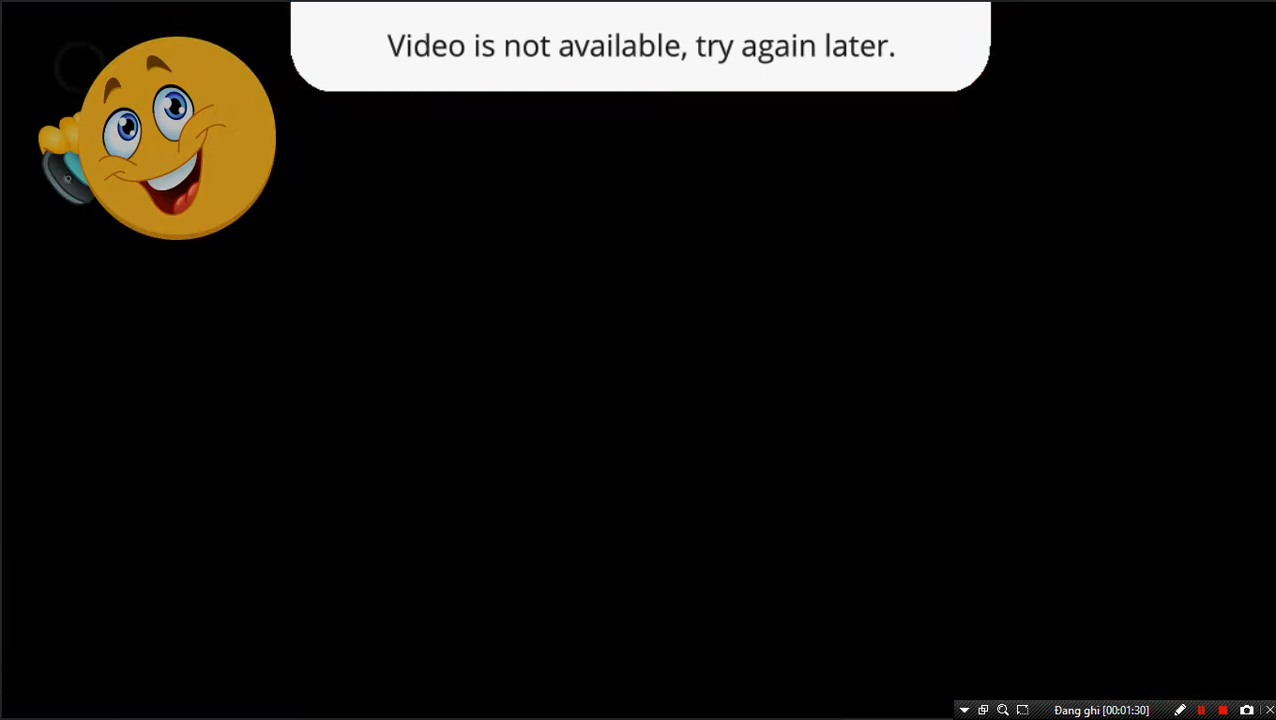 Video is not available, try again later.
Đang ghi [00:01:30]